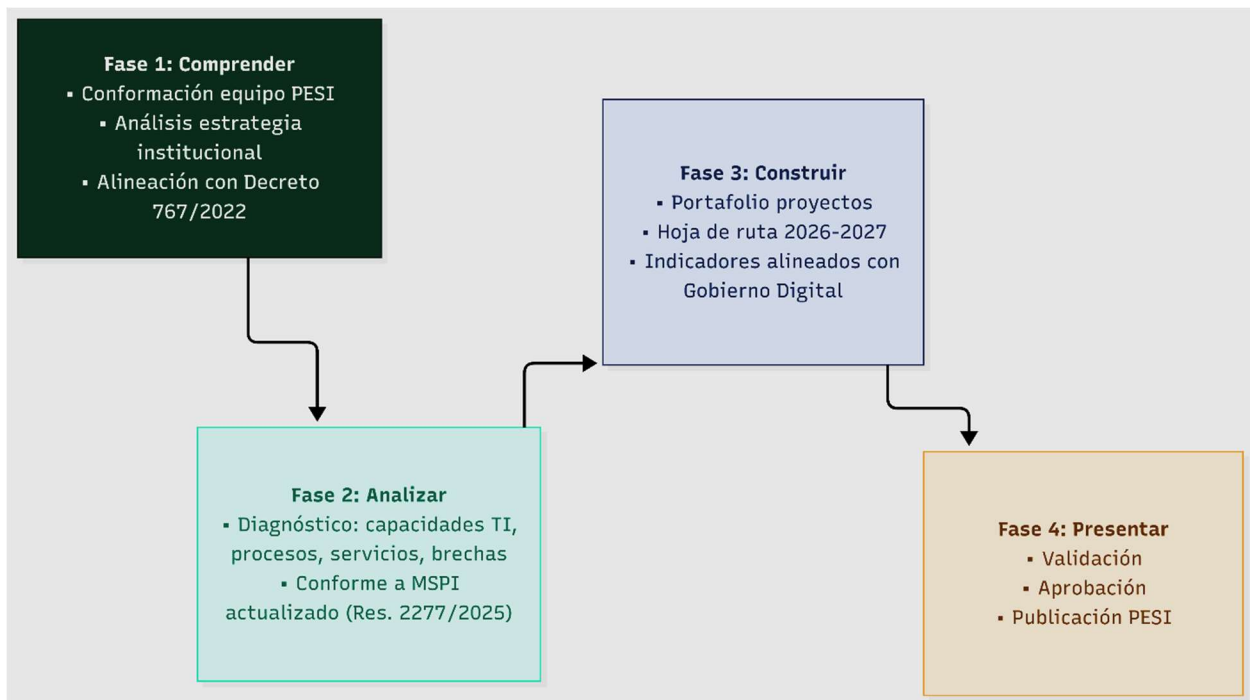 Fase 1: Comprender
▪ Conformación equipo PESI
▪ Análisis estrategia
institucional
▪ Alineación con Decreto
767/2022
Fase 2: Analizar
▪ Diagnóstico: capacidades TI,
procesos, servicios, brechas
▪ Conforme a MSPI
actualizado (Res. 2277/2025)
Fase 3: Construir
▪ Portafolio proyectos
▪ Hoja de ruta 2026-2027
▪ Indicadores alineados con
Gobierno Digital
Fase 4: Presentar
▪ Validación
▪ Aprobación
▪ Publicación PESI